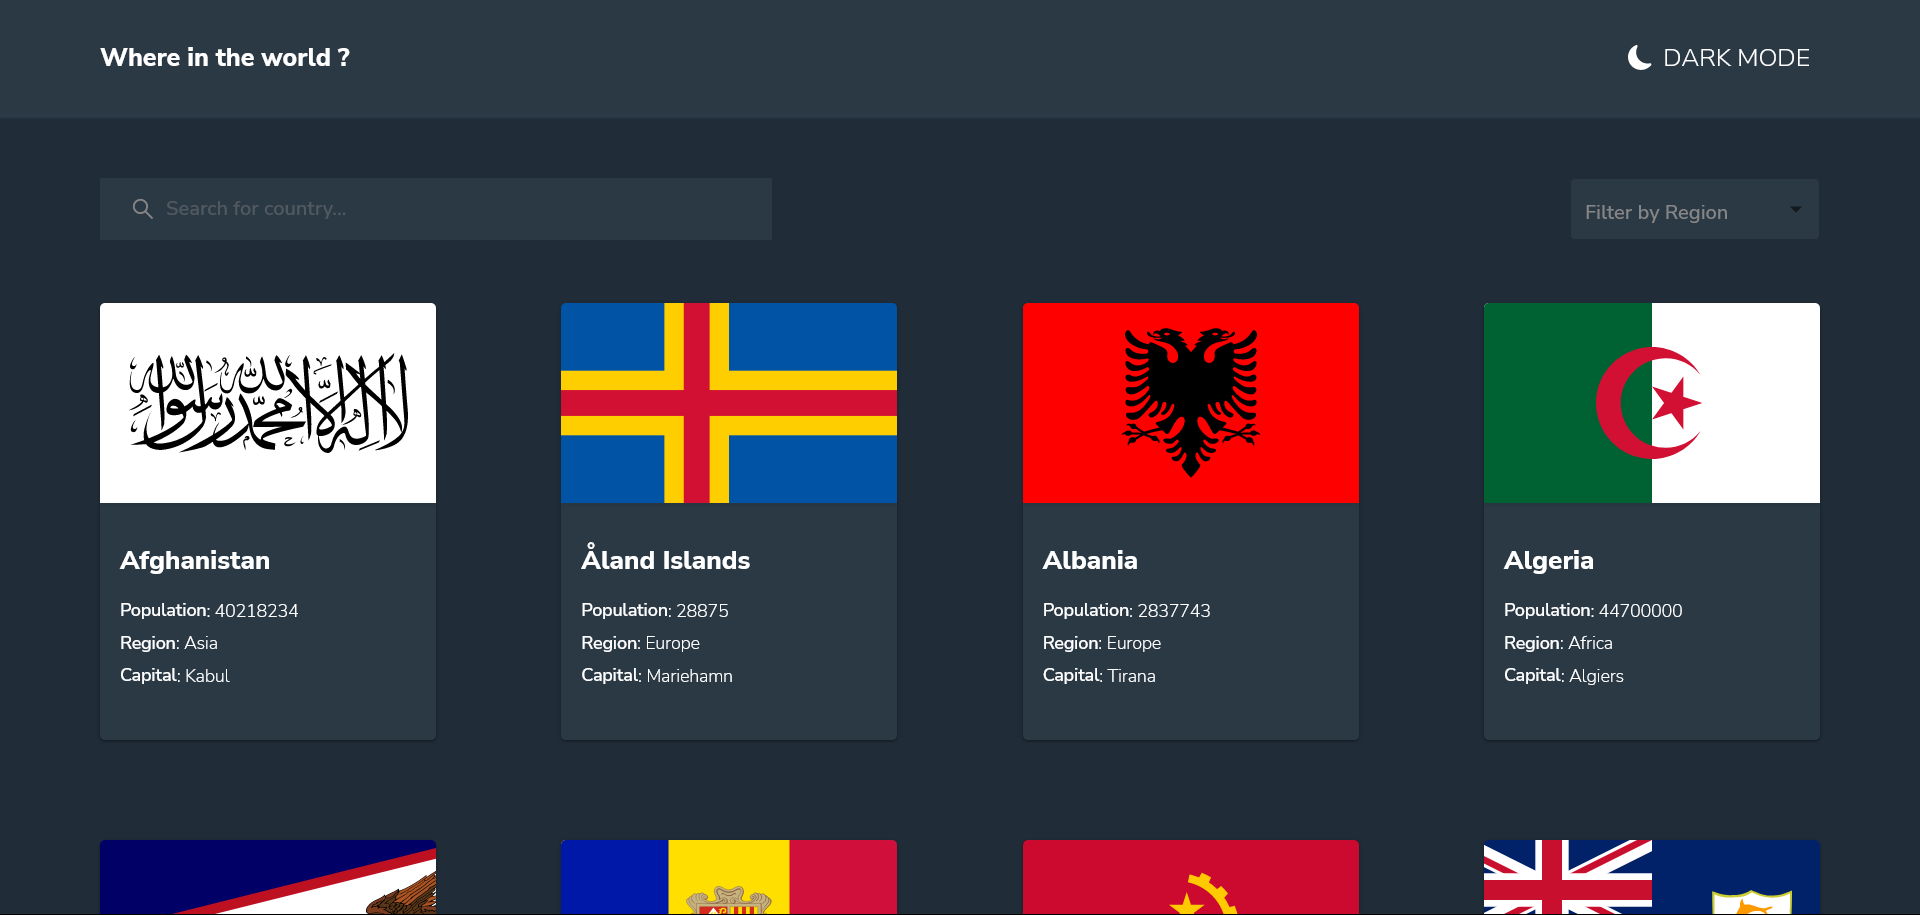 Where in the world ?
DARK MODE
Search for country...
Filter by Region
لا إله إلا الله محمد رسول الله
Afghanistan
Population: 40218234
Region: Asia
Capital: Kabul
Åland Islands
Population: 28875
Region: Europe
Capital: Mariehamn
Albania
Population: 2837743
Region: Europe
Capital: Tirana
Algeria
Population: 44700000
Region: Africa
Capital: Algiers